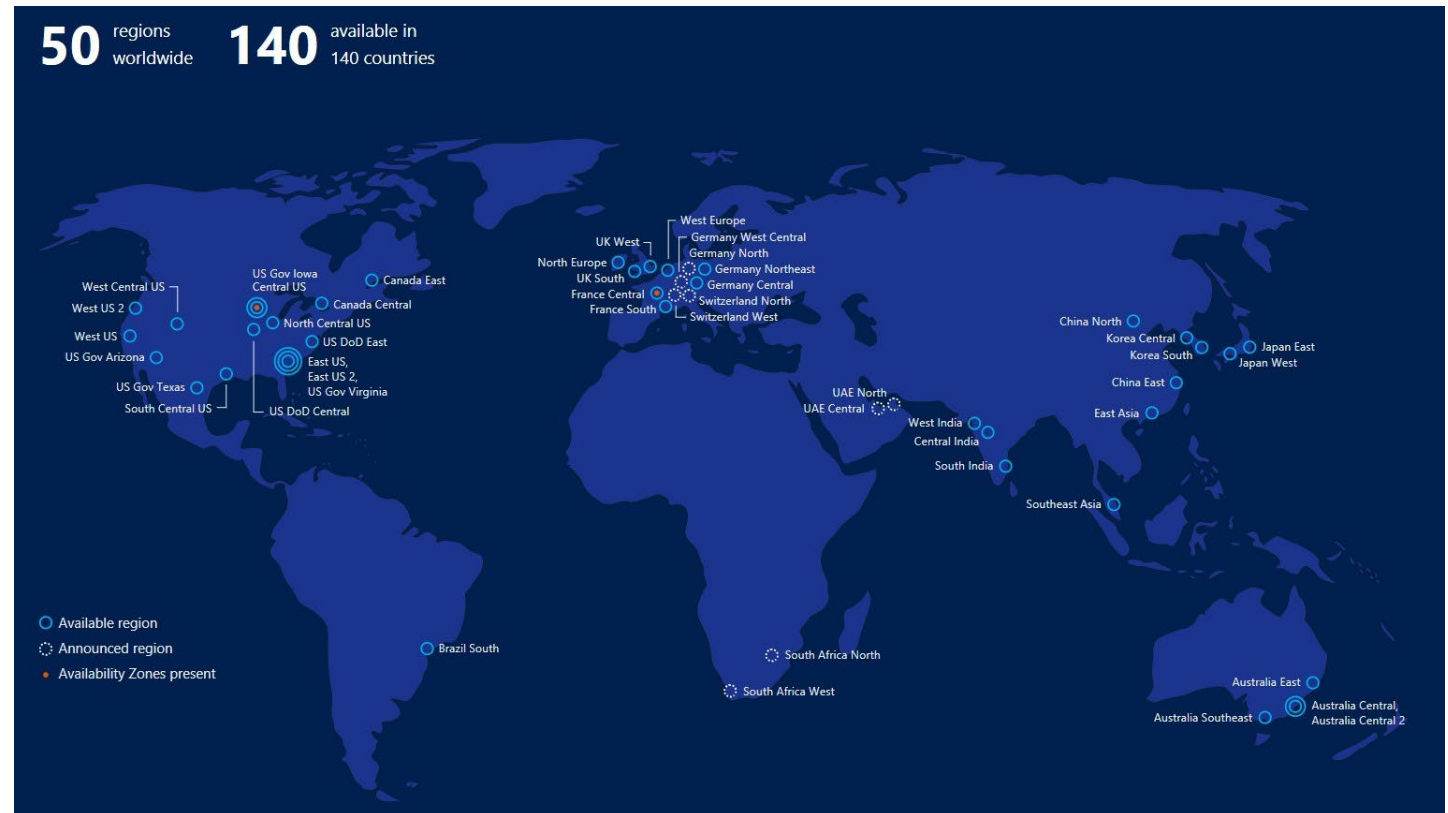 50 regions
worldwide
140 available in
140 countries
West Europe
Germany West Central
UK West
Germany North
North Europe
Germany Northeast
UK South
Germany Central
France Central
Switzerland North
France South
Switzerland West
US Gov Iowa
Central US
Canada East
West Central US
West US 2
Canada Central
North Central US
West US
US DoD East
US Gov Arizona
East US,
East US 2,
US Gov Virginia
US Gov Texas
South Central US
US DoD Central
China North
Korea Central
Korea South
Japan East
Japan West
China East
East Asia
UAE North
UAE Central
West India
Central India
South India
Southeast Asia
Available region
Announced region
Availability Zones present
Brazil South
South Africa North
South Africa West
Australia East
Australia Central,
Australia Central 2
Australia Southeast